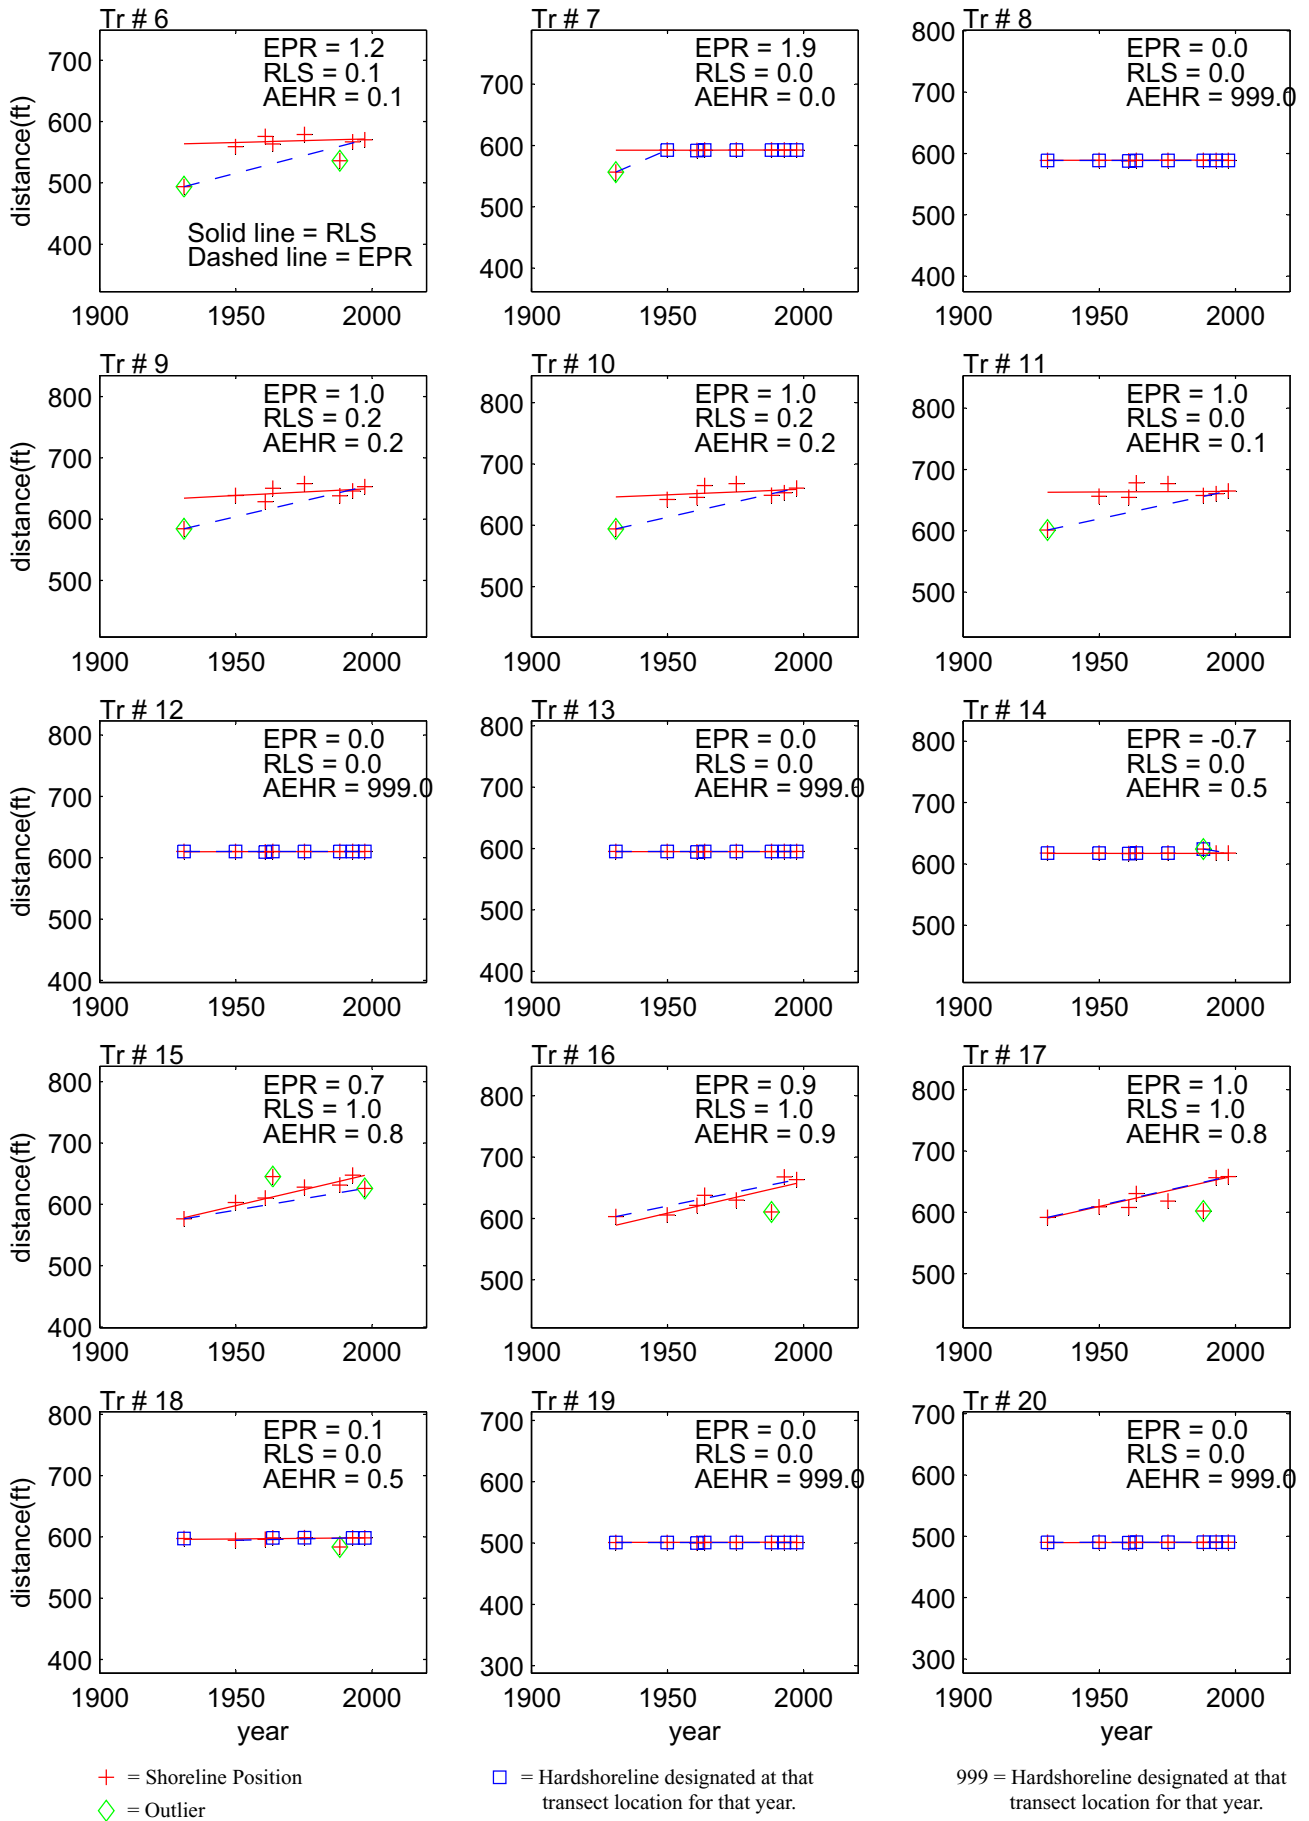 Tr # 6
EPR = 1.2
RLS = 0.1
AEHR = 0.1
Solid line = RLS
Dashed line = EPR
distance(ft)
700
600
500
400
1900 1950 2000
Tr # 7
EPR = 1.9
RLS = 0.0
AEHR = 0.0
700
600
500
400
1900 1950 2000
Tr # 8
EPR = 0.0
RLS = 0.0
AEHR = 999.0
800
700
600
500
400
1900 1950 2000
Tr # 9
EPR = 1.0
RLS = 0.2
AEHR = 0.2
distance(ft)
800
700
600
500
1900 1950 2000
Tr # 10
EPR = 1.0
RLS = 0.2
AEHR = 0.2
800
700
600
500
1900 1950 2000
Tr # 11
EPR = 1.0
RLS = 0.0
AEHR = 0.1
800
700
600
500
1900 1950 2000
Tr # 12
EPR = 0.0
RLS = 0.0
AEHR = 999.0
distance(ft)
800
700
600
500
400
1900 1950 2000
Tr # 13
EPR = 0.0
RLS = 0.0
AEHR = 999.0
800
700
600
500
400
1900 1950 2000
Tr # 14
EPR = -0.7
RLS = 0.0
AEHR = 0.5
800
700
600
500
1900 1950 2000
Tr # 15
EPR = 0.7
RLS = 1.0
AEHR = 0.8
distance(ft)
800
700
600
500
400
1900 1950 2000
Tr # 16
EPR = 0.9
RLS = 1.0
AEHR = 0.9
800
700
600
500
1900 1950 2000
Tr # 17
EPR = 1.0
RLS = 1.0
AEHR = 0.8
800
700
600
500
1900 1950 2000
Tr # 18
EPR = 0.1
RLS = 0.0
AEHR = 0.5
distance(ft)
800
700
600
500
400
1900 1950 2000
year
Tr # 19
EPR = 0.0
RLS = 0.0
AEHR = 999.0
700
600
500
400
300
1900 1950 2000
year
Tr # 20
EPR = 0.0
RLS = 0.0
AEHR = 999.0
700
600
500
400
300
1900 1950 2000
year
= Shoreline Position
= Outlier
= Hardshoreline designated at that
transect location for that year.
999 = Hardshoreline designated at that
transect location for that year.